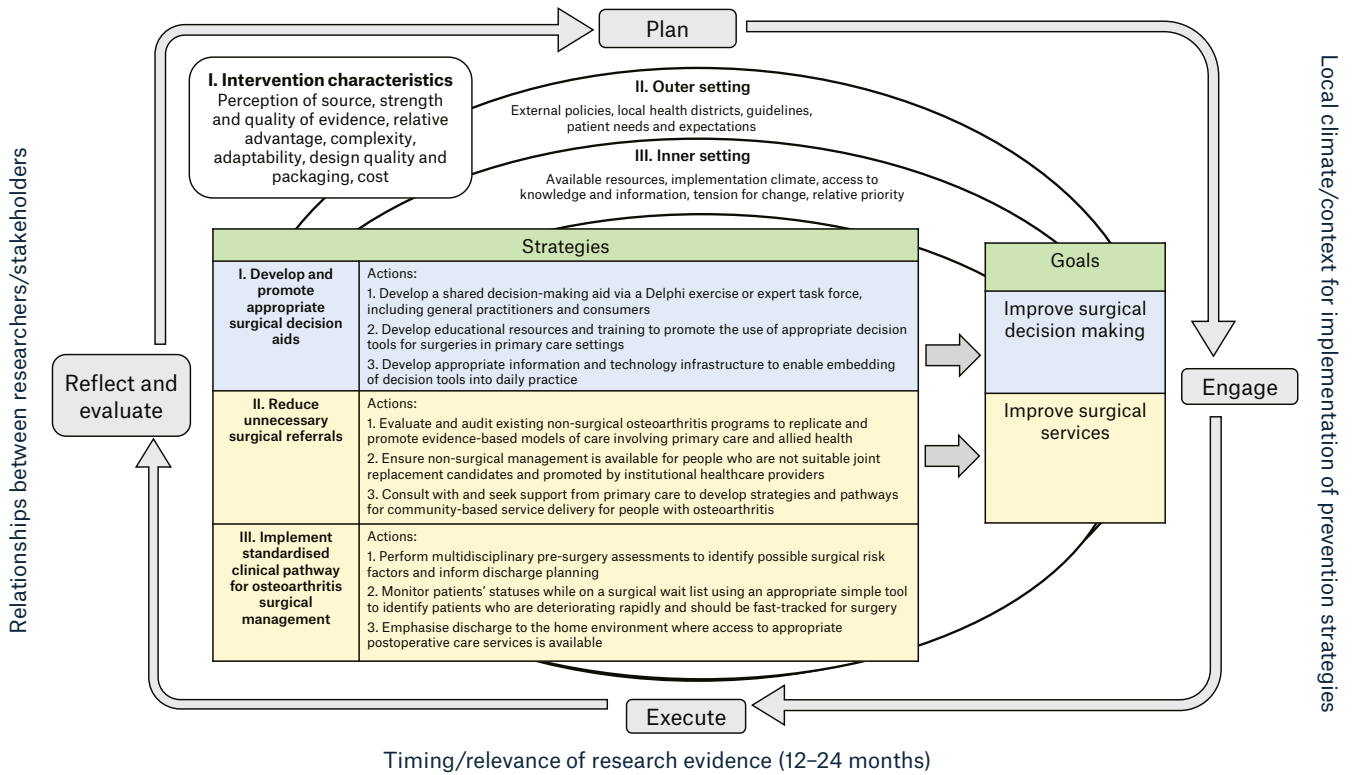 Plan
I. Intervention characteristics
Perception of source, strength
and quality of evidence, relative
advantage, complexity,
adaptability, design quality and
packaging, cost
II. Outer setting
External policies, local health districts, guidelines,
patient needs and expectations
III. Inner setting
Available resources, implementation climate, access to
knowledge and information, tension for change, relative priority
Relationships between researchers/stakeholders
Local climate/context for implementation of prevention strategies
Strategies
I. Develop and
promote
appropriate
surgical decision
aids
Actions:
1. Develop a shared decision-making aid via a Delphi exercise or expert task force,
including general practitioners and consumers
2. Develop educational resources and training to promote the use of appropriate decision
tools for surgeries in primary care settings
3. Develop appropriate information and technology infrastructure to enable embedding
of decision tools into daily practice
II. Reduce
unnecessary
surgical referrals
Actions:
1. Evaluate and audit existing non-surgical osteoarthritis programs to replicate and
promote evidence-based models of care involving primary care and allied health
2. Ensure non-surgical management is available for people who are not suitable joint
replacement candidates and promoted by institutional healthcare providers
3. Consult with and seek support from primary care to develop strategies and pathways
for community-based service delivery for people with osteoarthritis
III. Implement
standardised
clinical pathway
for osteoarthritis
surgical
management
Actions:
1. Perform multidisciplinary pre-surgery assessments to identify possible surgical risk
factors and inform discharge planning
2. Monitor patients' statuses while on a surgical wait list using an appropriate simple tool
to identify patients who are deteriorating rapidly and should be fast-tracked for surgery
3. Emphasise discharge to the home environment where access to appropriate
postoperative care services is available
Goals
Improve surgical
decision making
Improve surgical
services
Engage
Reflect and
evaluate
Execute
Timing/relevance of research evidence (12–24 months)